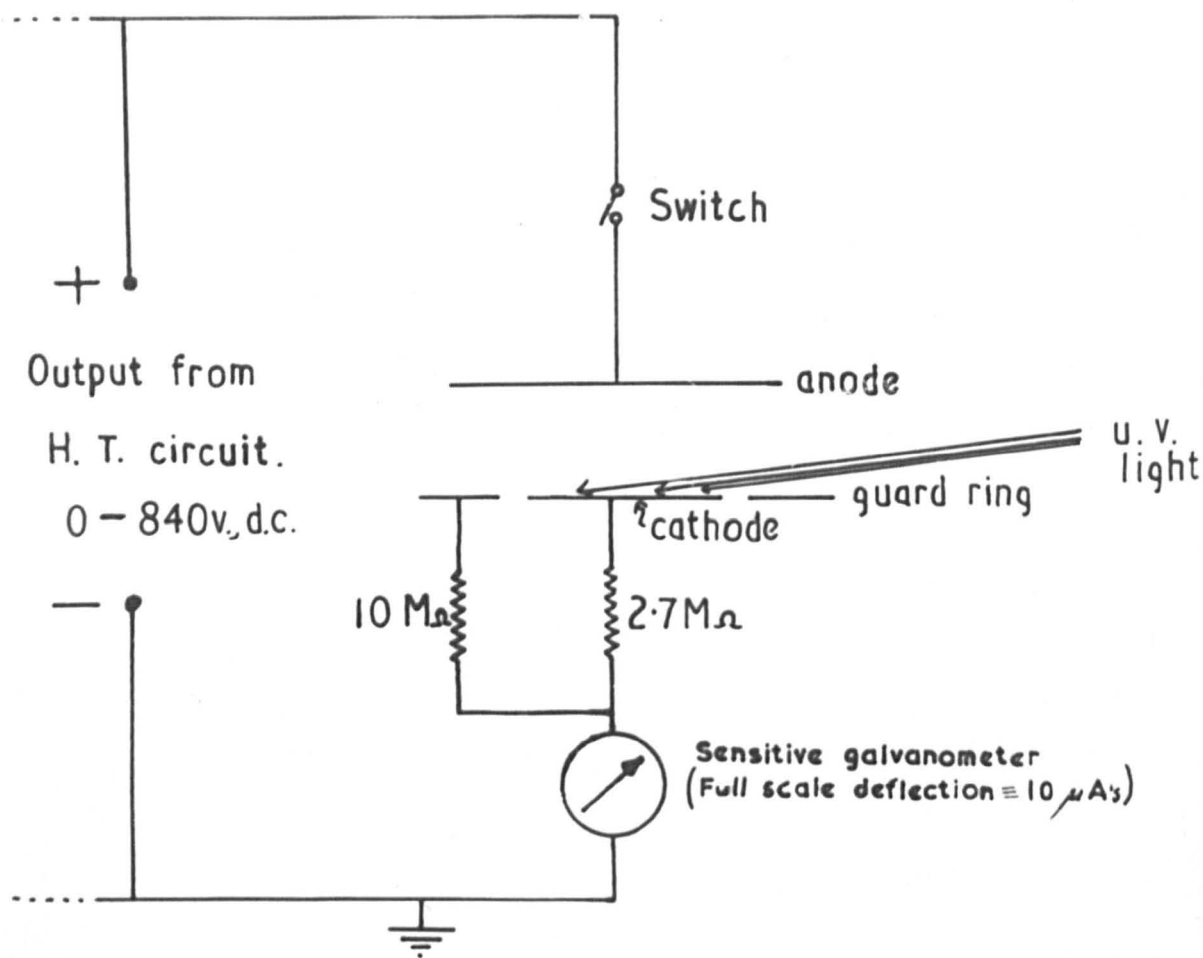 Switch
+
Output from
H. T. circuit.
0 - 840v., d.c.
-
anode
u. v.
light
guard ring
cathode
10 MΩ
2·7MΩ
Sensitive galvanometer
(Full scale deflection ≡ 10 μA's)